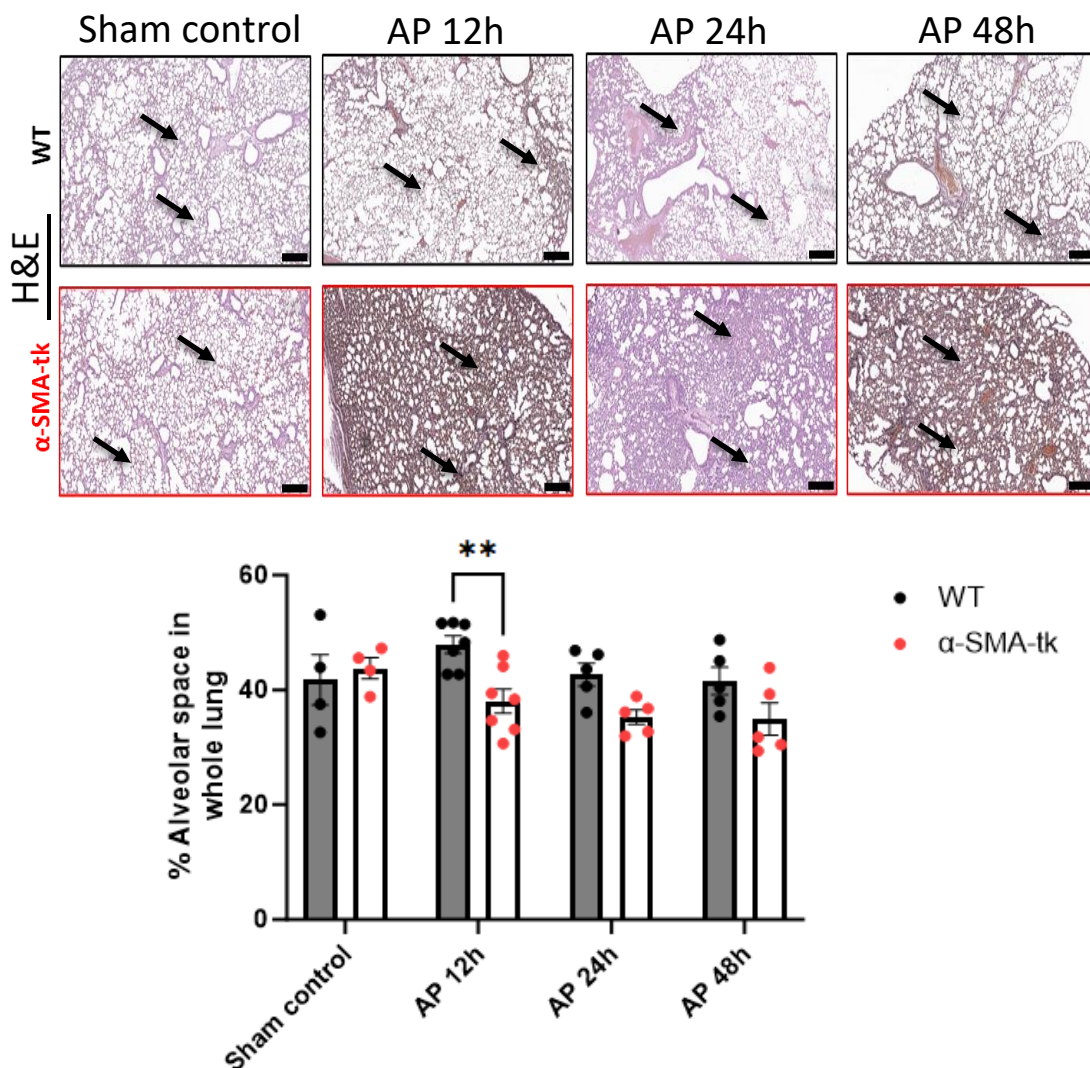 Sham control AP 12h AP 24h AP 48h
H&E
WT
α-SMA-tk
**
% Alveolar space in
whole lung
60
40
20
0
Sham control
AP 12h
AP 24h
AP 48h
WT
α-SMA-tk